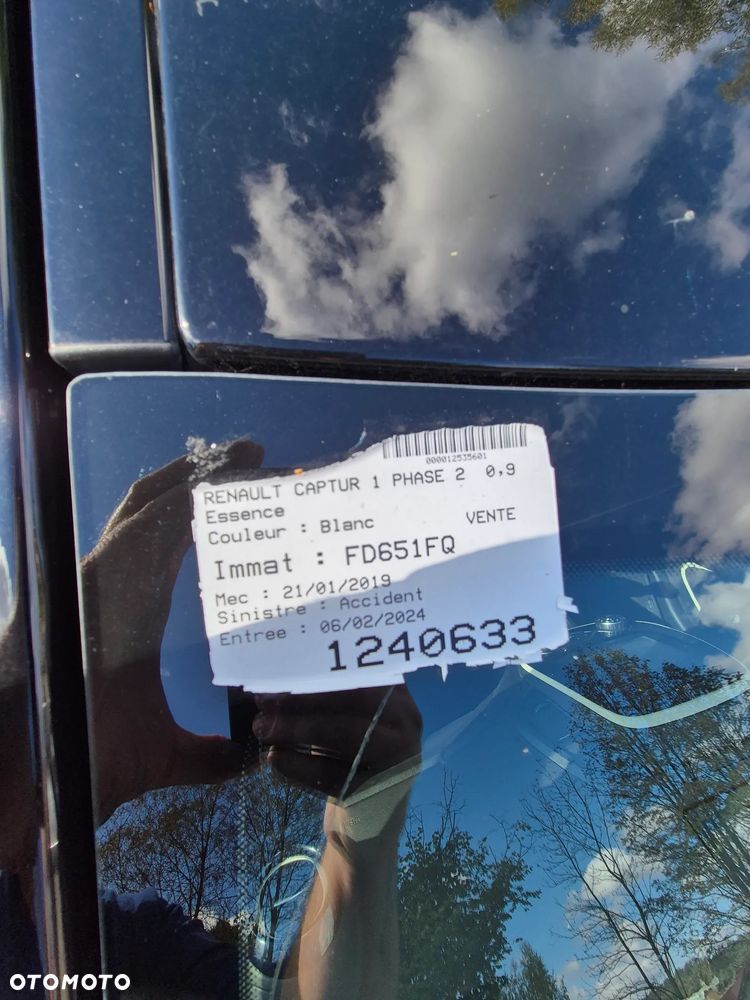 000012535601
RENAULT CAPTUR 1 PHASE 2 0,9
Essence
Couleur : Blanc VENTE
Immat : FD651FQ
Mec : 21/01/2019
Sinistre : Accident
Entree : 06/02/2024
1240633
OTOMOTO